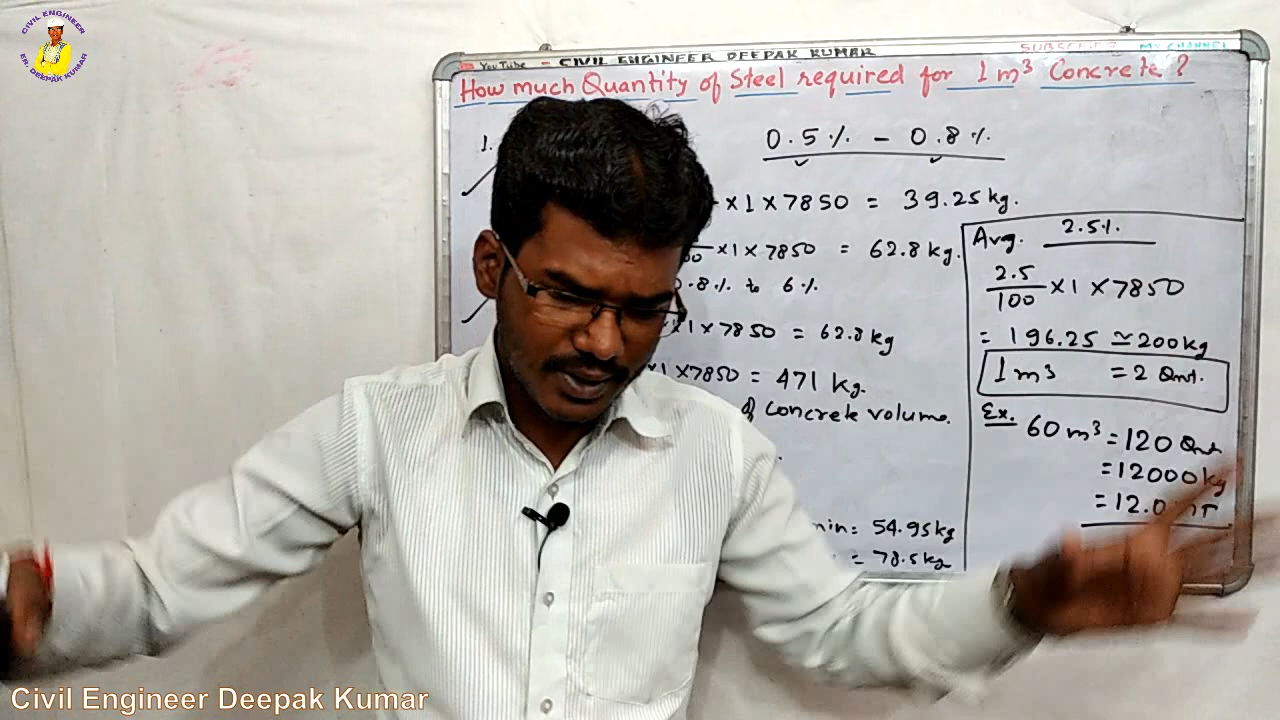 CIVIL ENGINEER
ER. DEEPAK KUMAR
YouTube - CIVIL ENGINEER DEEPAK KUMAR
SUBSCRIBE MY CHANNEL
How much Quantity of Steel required for 1 m³ Concrete ?
1.
0.5% - 0.8%
×1×7850 = 39.25 kg.
×1×7850 = 62.8 kg.
0.8% to 6%
×1×7850 = 62.8 kg
×1×7850 = 471 kg.
of concrete volume.
min = 54.95 kg
= 78.5 kg
Avg. 2.5%
2.5/100 ×1×7850
= 196.25 ≃ 200 kg
1 m3 = 2 Qnt.
Ex. 60 m³ = 120 Qnt
= 12000 kg
= 12.0
Civil Engineer Deepak Kumar